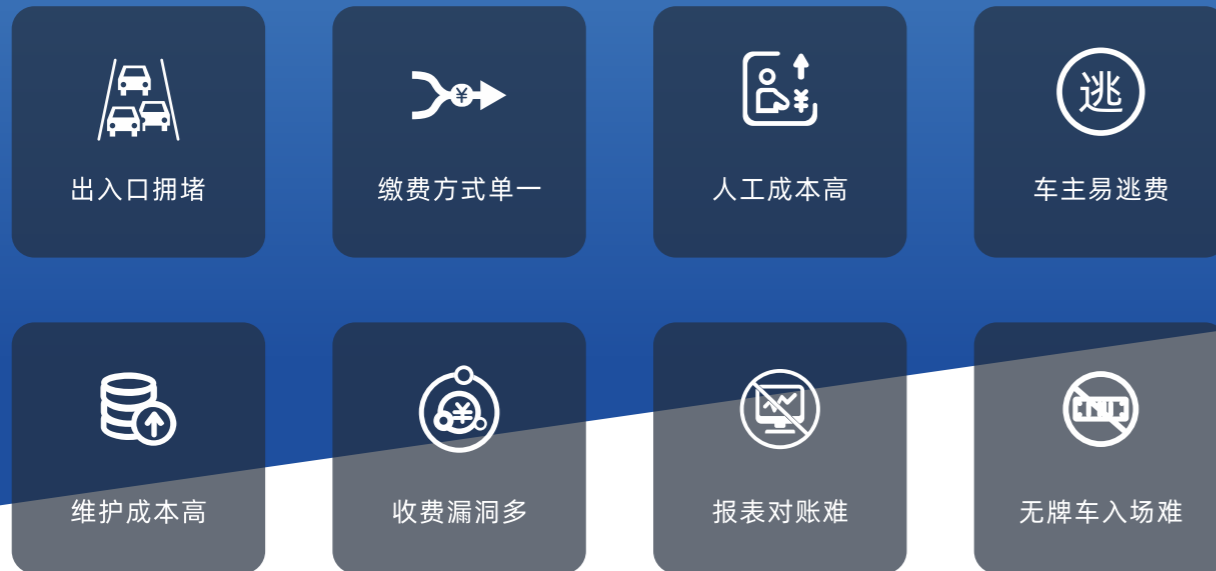 逃
出入口拥堵
缴费方式单一
人工成本高
车主易逃费
维护成本高
收费漏洞多
报表对账难
无牌车入场难